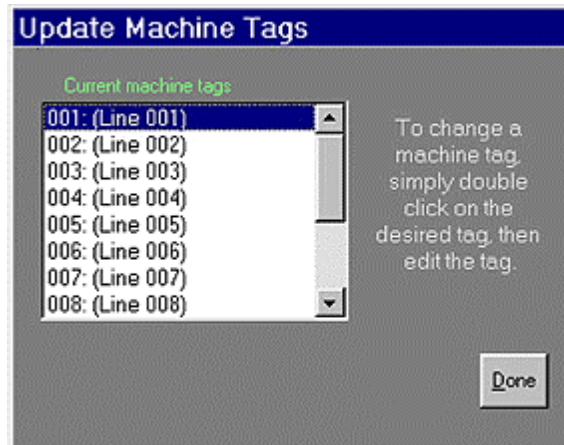 Update Machine Tags
Current machine tags
001: (Line 001)
002: (Line 002)
003: (Line 003)
004: (Line 004)
005: (Line 005)
006: (Line 006)
007: (Line 007)
008: (Line 008)
To change a
machine tag,
simply double
click on the
desired tag, then
edit the tag.
Done